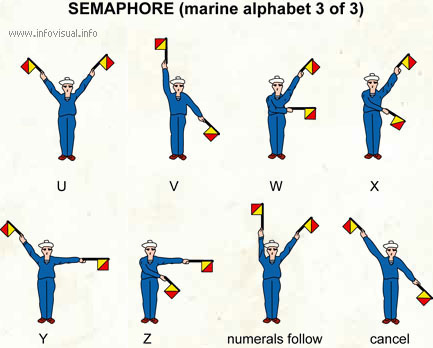 SEMAPHORE (marine alphabet 3 of 3)
www.infovisual.info
U V W X
Y Z numerals follow cancel